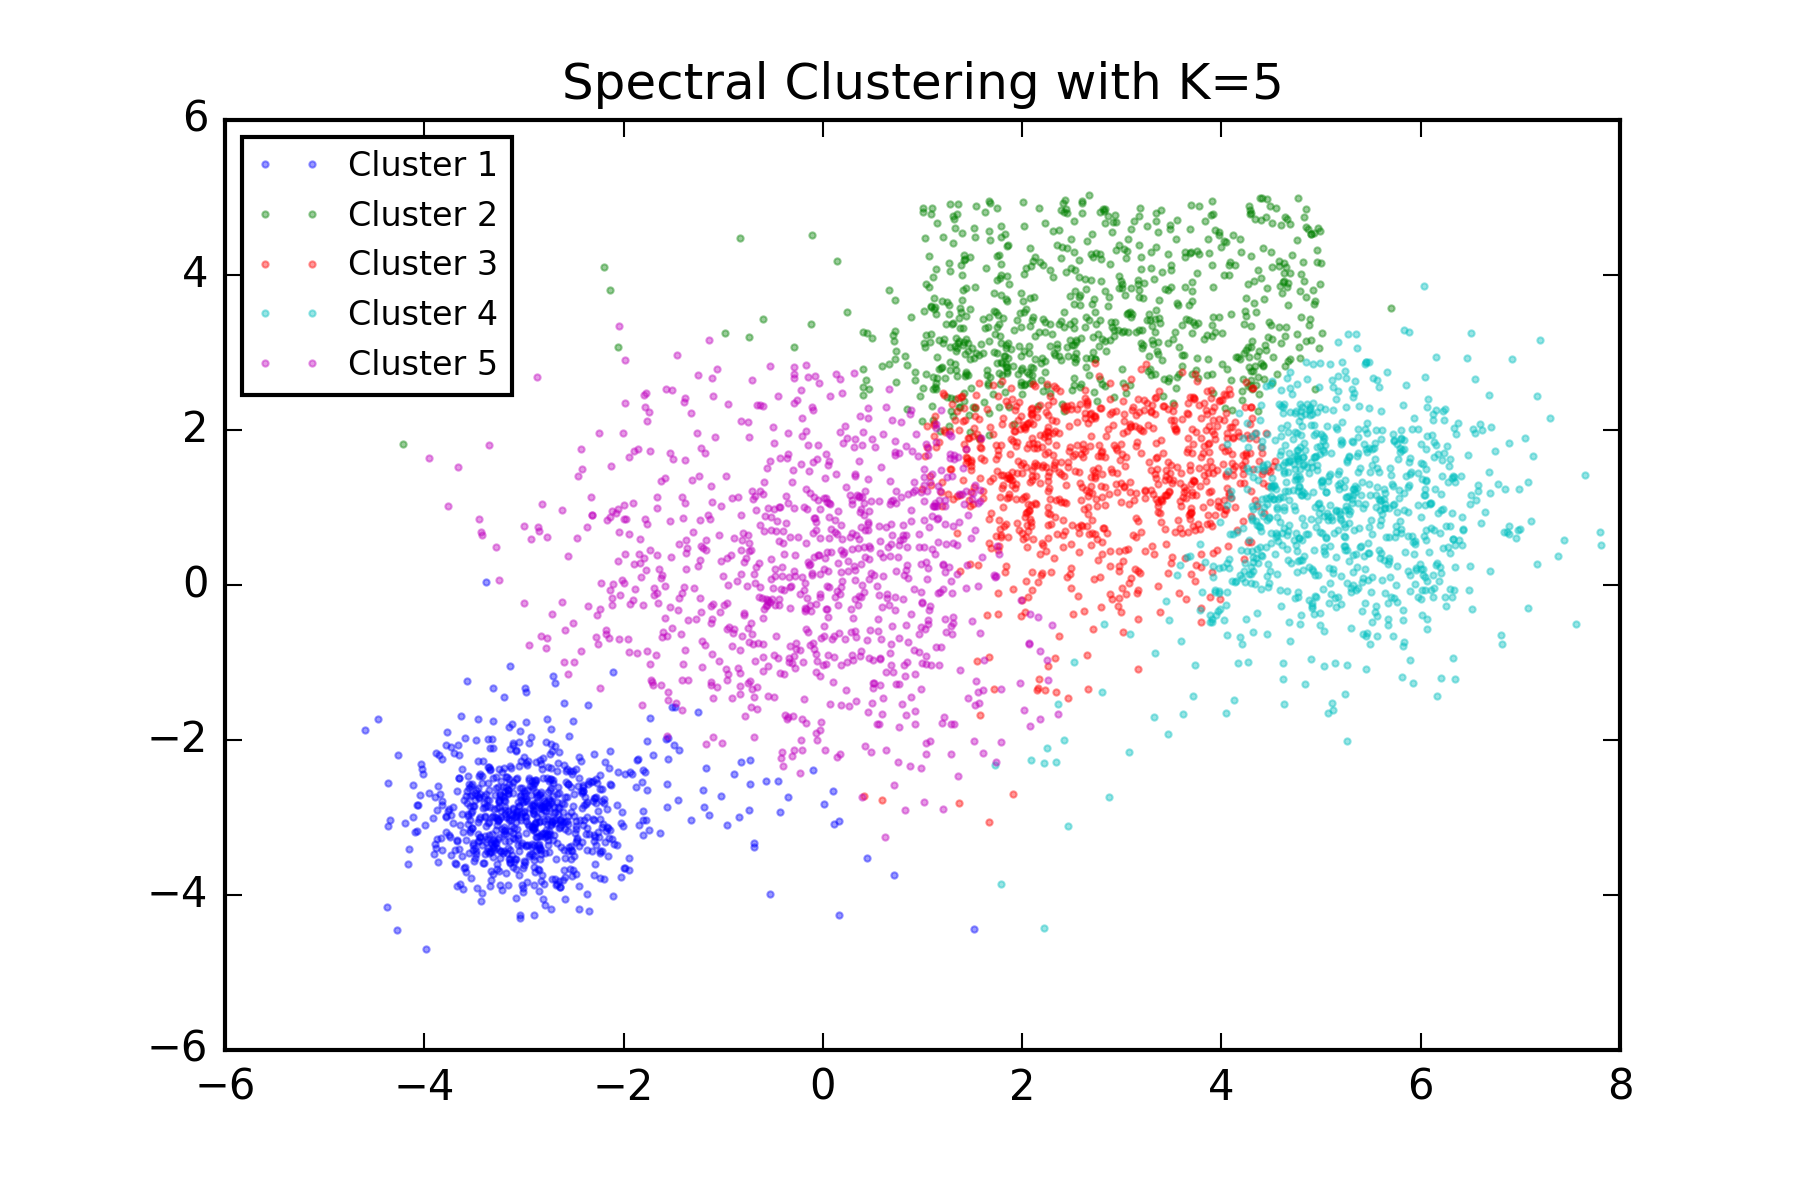 Spectral Clustering with K=5
6
4
2
0
−2
−4
−6
Cluster 1
Cluster 2
Cluster 3
Cluster 4
Cluster 5
−6 −4 −2 0 2 4 6 8